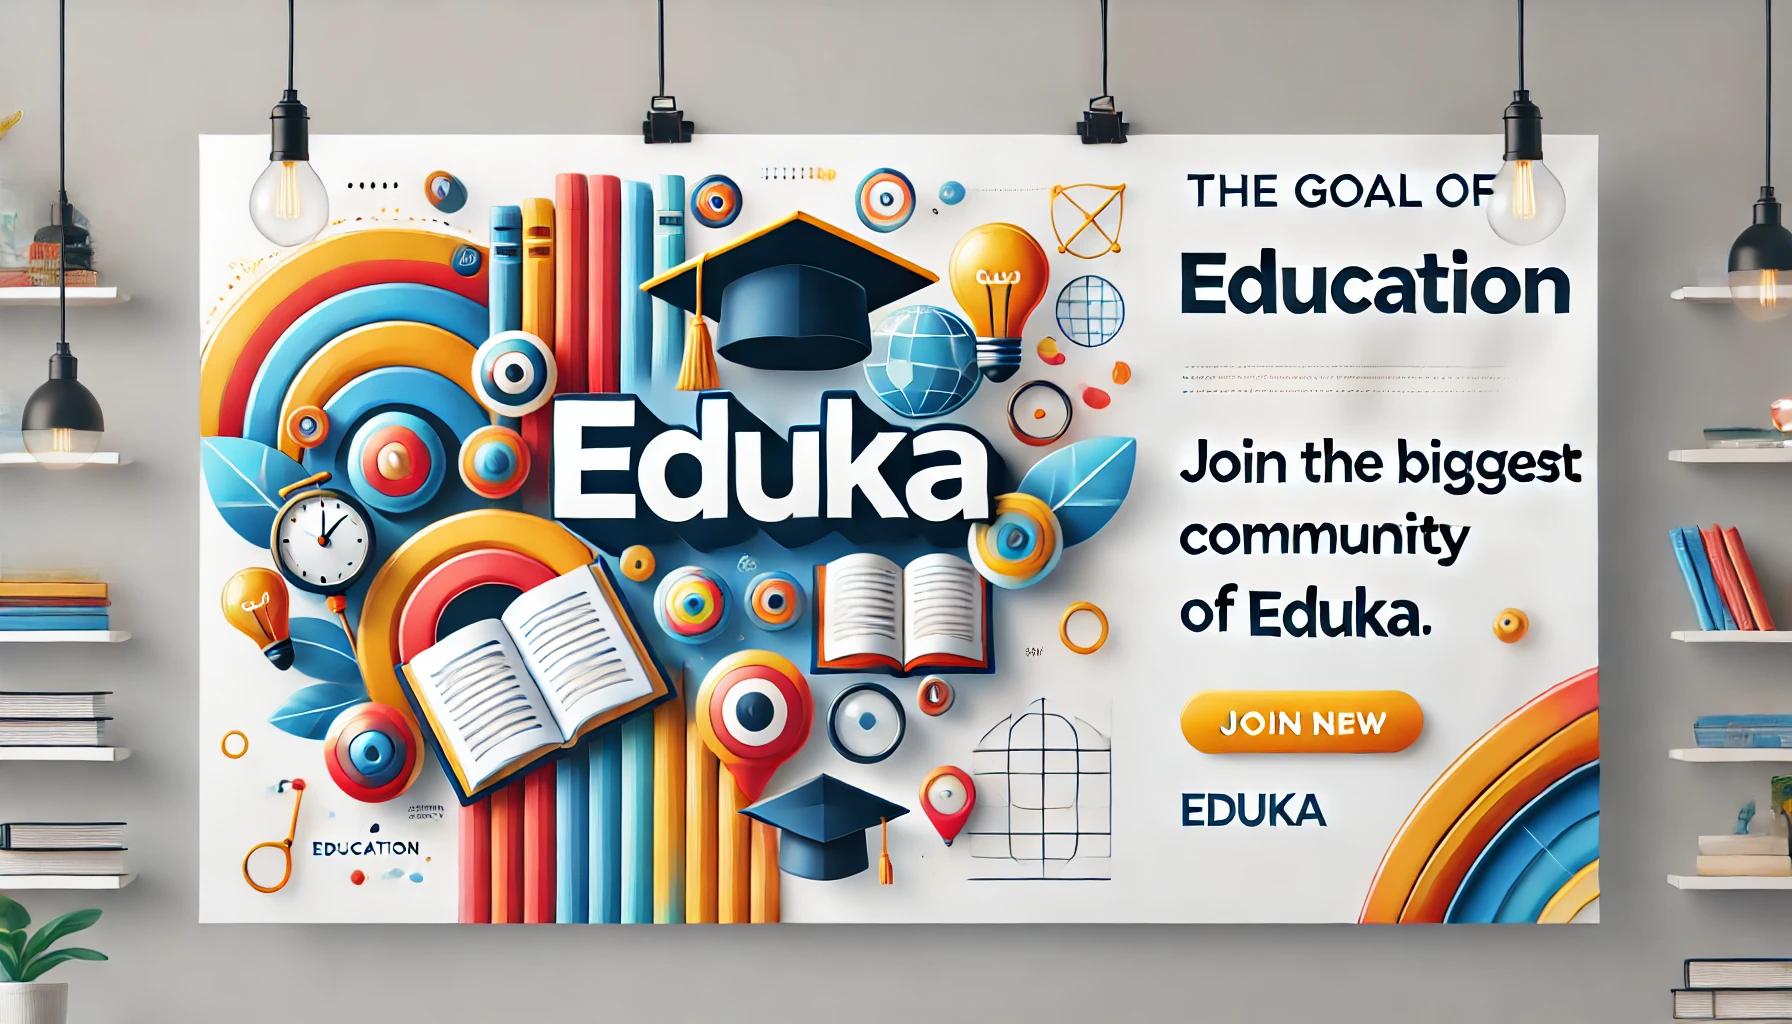 Eduka
EDUCATION
THE GOAL OF
Education
Join the biggest
community
of Eduka.
JOIN NEW
EDUKA